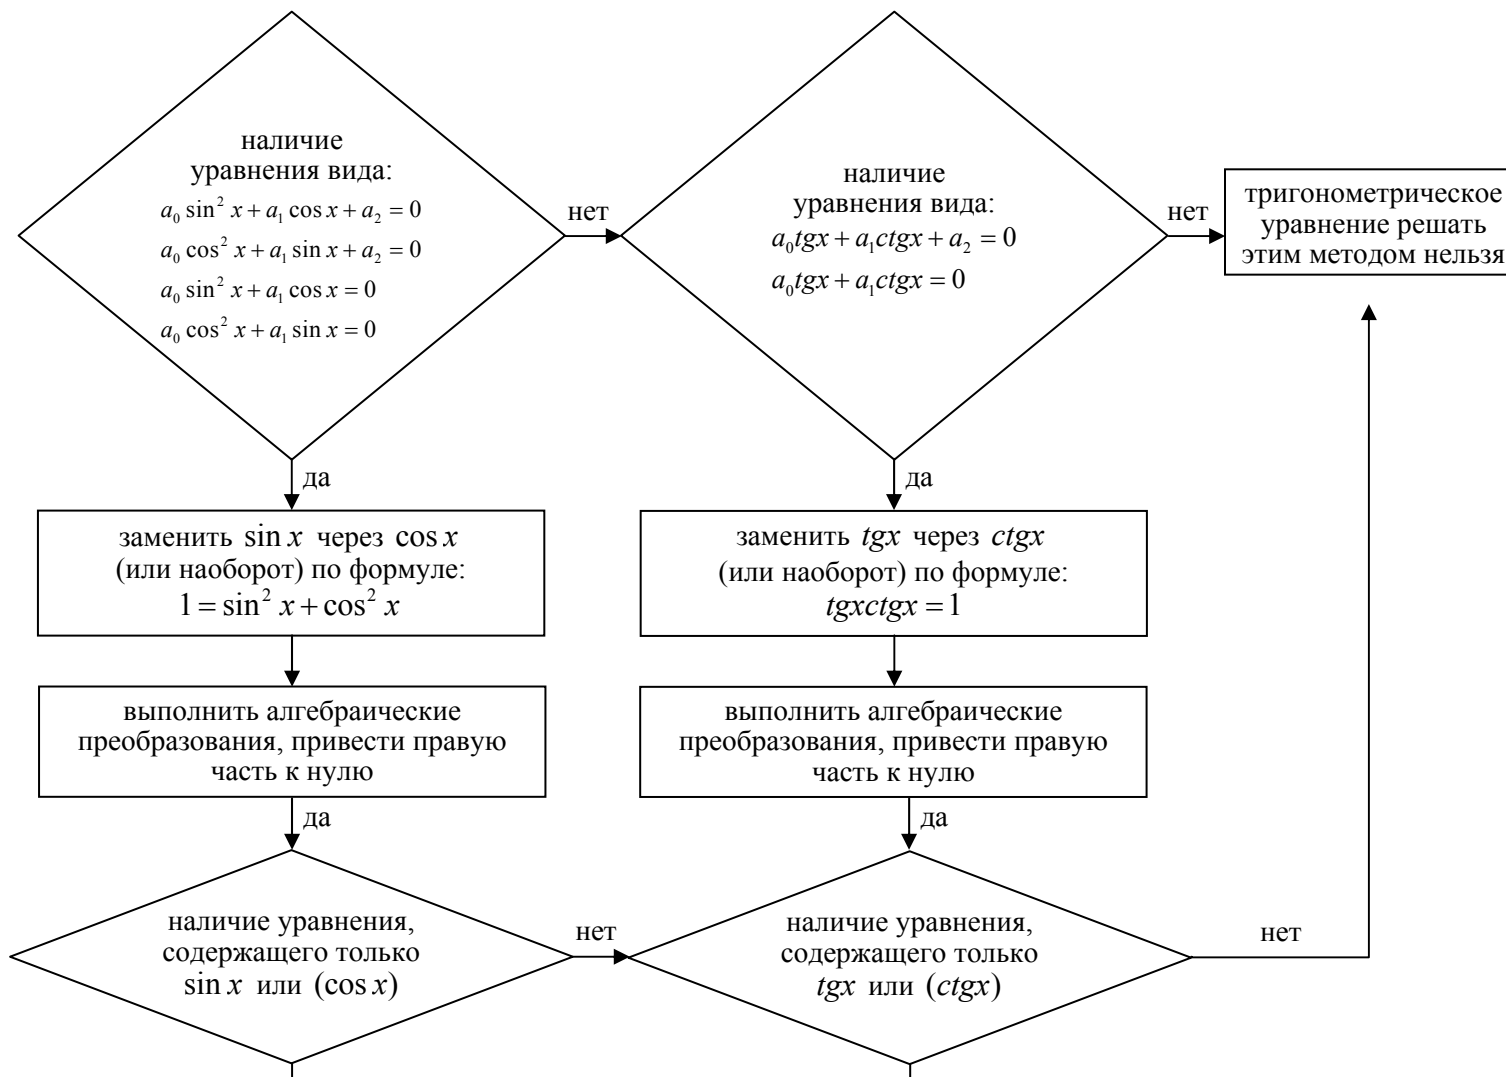 наличие
уравнения вида:
a₀ sin² x + a₁ cos x + a₂ = 0
a₀ cos² x + a₁ sin x + a₂ = 0
a₀ sin² x + a₁ cos x = 0
a₀ cos² x + a₁ sin x = 0
нет
наличие
уравнения вида:
a₀tgx + a₁ctgx + a₂ = 0
a₀tgx + a₁ctgx = 0
нет
тригонометрическое
уравнение решать
этим методом нельзя
да
да
заменить sin x через cos x
(или наоборот) по формуле:
1 = sin² x + cos² x
заменить tgx через ctgx
(или наоборот) по формуле:
tgxctgx = 1
выполнить алгебраические
преобразования, привести правую
часть к нулю
выполнить алгебраические
преобразования, привести правую
часть к нулю
да
да
наличие уравнения,
содержащего только
sin x или (cos x)
нет
наличие уравнения,
содержащего только
tgx или (ctgx)
нет